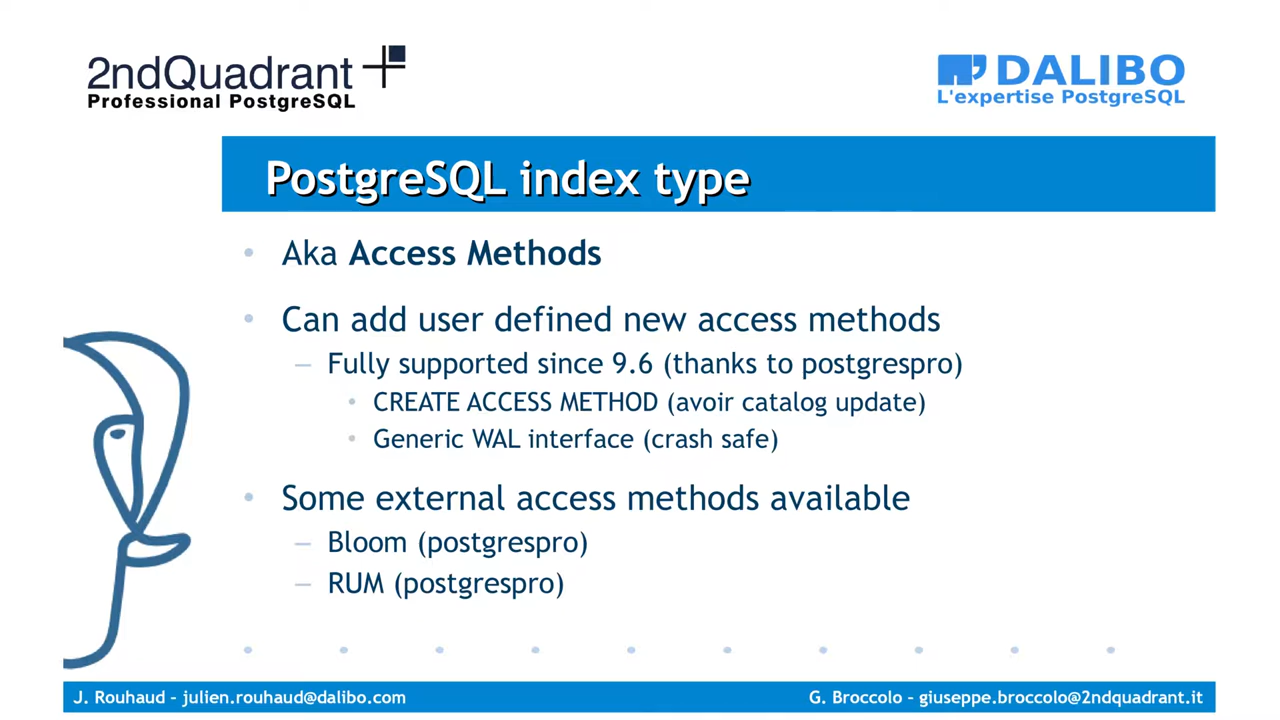 2ndQuadrant
Professional PostgreSQL
DALIBO
L'expertise PostgreSQL
PostgreSQL index type
• Aka Access Methods
• Can add user defined new access methods
– Fully supported since 9.6 (thanks to postgrespro)
• CREATE ACCESS METHOD (avoir catalog update)
• Generic WAL interface (crash safe)
• Some external access methods available
– Bloom (postgrespro)
– RUM (postgrespro)
J. Rouhaud – julien.rouhaud@dalibo.com
G. Broccolo – giuseppe.broccolo@2ndquadrant.it